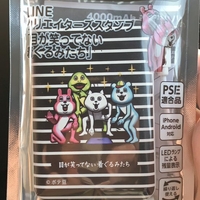 LINE
クリエイターズスタンプ
目が笑ってない
着ぐるみたち」
4000mAh
PSE
適合品
iPhone
Android
対応
LEDランプ
による
残量表示
目が笑ってない着ぐるみたち